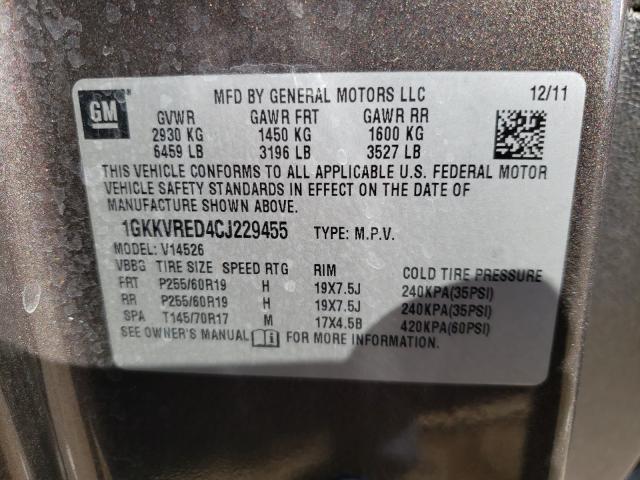 GM
MFD BY GENERAL MOTORS LLC 12/11
GVWR GAWR FRT GAWR RR
2930 KG 1450 KG 1600 KG
6459 LB 3196 LB 3527 LB
THIS VEHICLE CONFORMS TO ALL APPLICABLE U.S. FEDERAL MOTOR
VEHICLE SAFETY STANDARDS IN EFFECT ON THE DATE OF
MANUFACTURE SHOWN ABOVE.
1GKKVRED4CJ229455 TYPE: M.P.V.
MODEL: V14526
VBBG TIRE SIZE SPEED RTG RIM COLD TIRE PRESSURE
FRT P255/60R19 H 19X7.5J 240KPA(35PSI)
RR P255/60R19 H 19X7.5J 240KPA(35PSI)
SPA T145/70R17 M 17X4.5B 420KPA(60PSI)
SEE OWNER'S MANUAL FOR MORE INFORMATION.